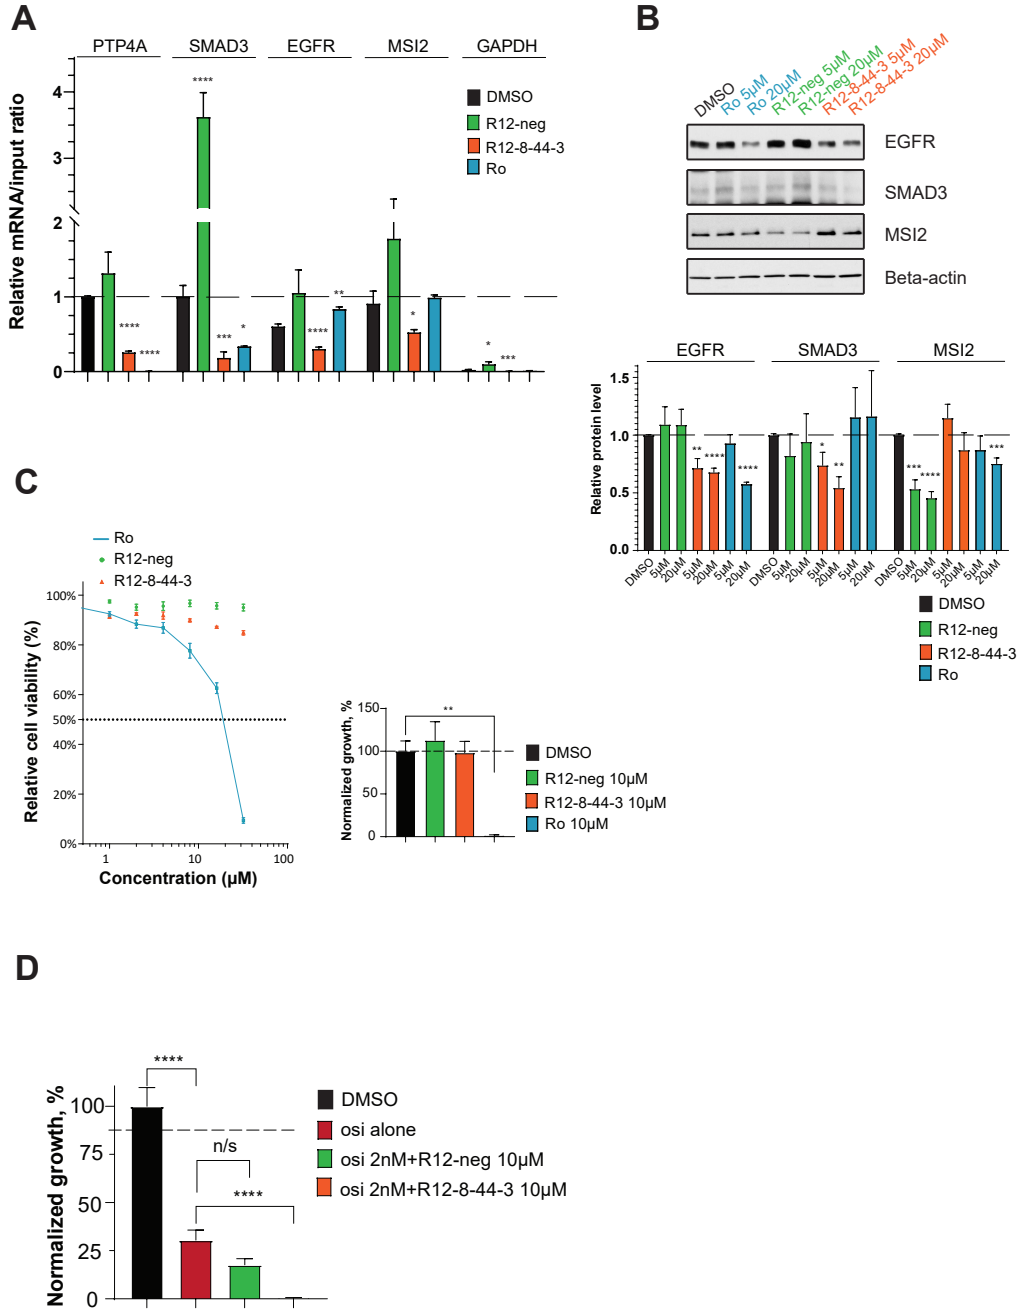 A
PTP4A SMAD3 EGFR MSI2 GAPDH
Relative mRNA/input ratio
4
3
2
1
0
**** **** **** *** * **** ** * * ***
DMSO
R12-neg
R12-8-44-3
Ro
B
DMSO
Ro 5µM
Ro 20µM
R12-neg 5µM
R12-neg 20µM
R12-8-44-3 5µM
R12-8-44-3 20µM
EGFR
SMAD3
MSI2
Beta-actin
EGFR SMAD3 MSI2
Relative protein level
1.5
1.0
0.5
0.0
** **** **** * ** *** **** ***
DMSO 5µM 20µM 5µM 20µM 5µM 20µM DMSO 5µM 20µM 5µM 20µM 5µM 20µM DMSO 5µM 20µM 5µM 20µM 5µM 20µM
DMSO
R12-neg
R12-8-44-3
Ro
C
Ro
R12-neg
R12-8-44-3
Relative cell viability (%)
100%
80%
60%
50%
40%
20%
0%
1 10 100
Concentration (µM)
Normalized growth, %
150
100
50
0
**
DMSO
R12-neg 10µM
R12-8-44-3 10µM
Ro 10µM
D
Normalized growth, %
100
75
50
25
0
****
n/s
****
DMSO
osi alone
osi 2nM+R12-neg 10µM
osi 2nM+R12-8-44-3 10µM